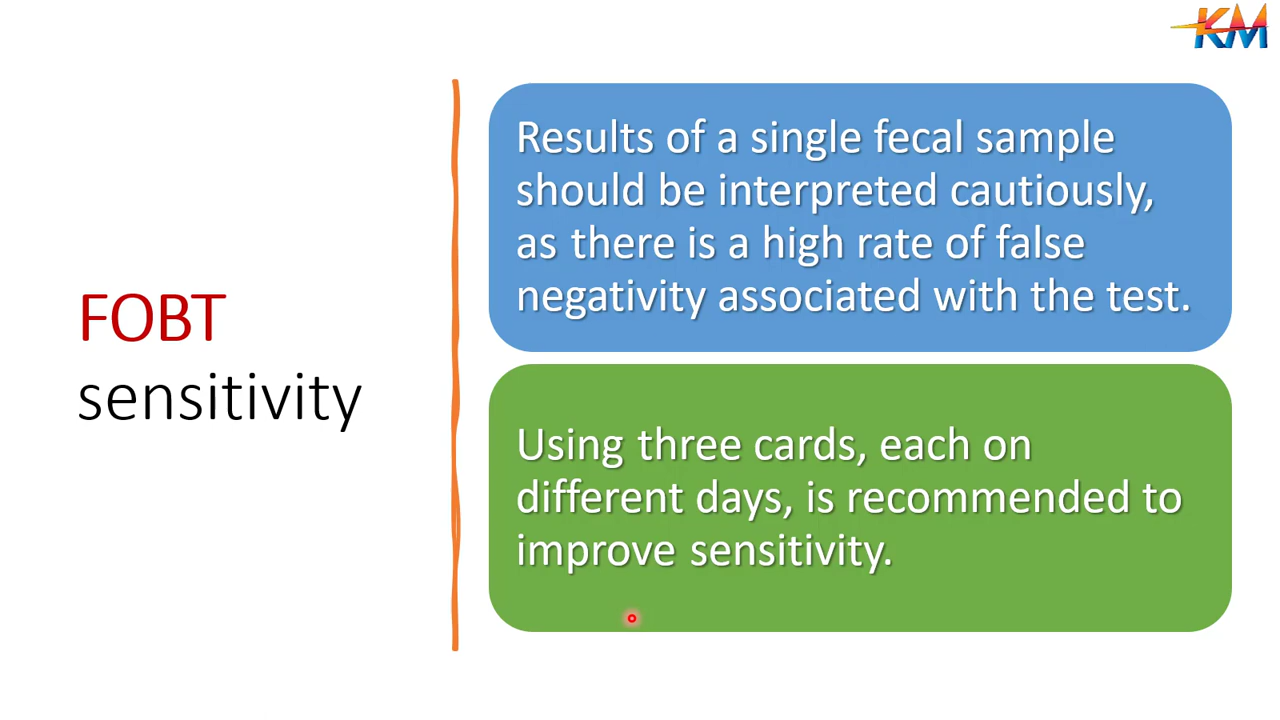 KM
FOBT
sensitivity
Results of a single fecal sample
should be interpreted cautiously,
as there is a high rate of false
negativity associated with the test.
Using three cards, each on
different days, is recommended to
improve sensitivity.